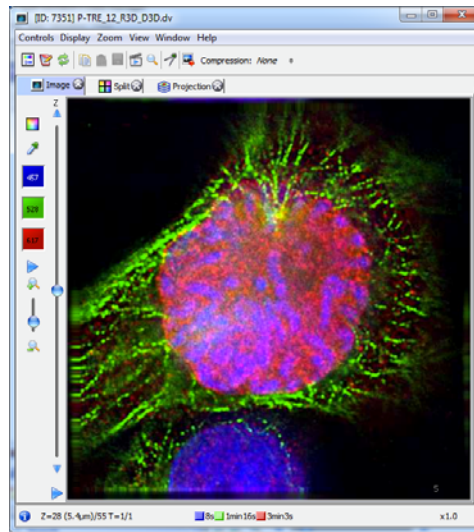 [ID: 7351] P-TRE_12_R3D_D3D.dv
Controls Display Zoom View Window Help
Compression: None
Image Split Projection
Z
457
528
617
5
Z=28 (5.4µm)/55 T=1/1 8s 1min16s 3min3s x1.0